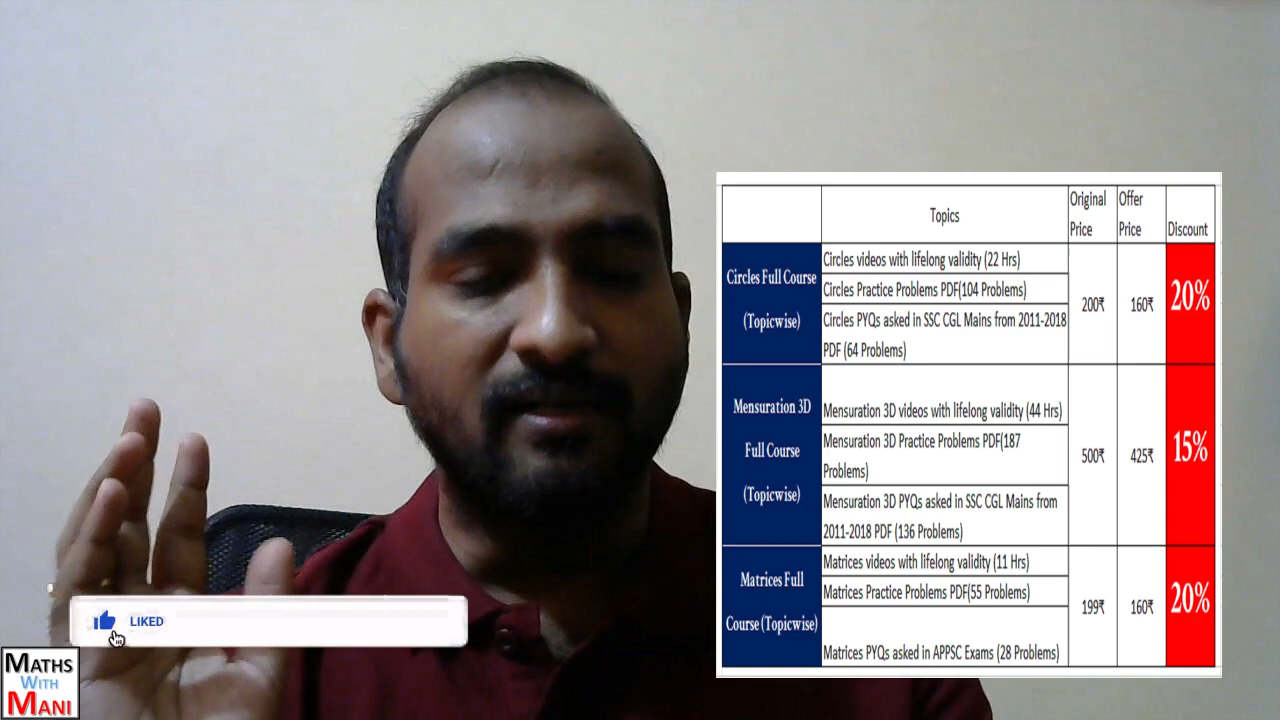 Topics
Original
Price
Offer
Price
Discount
Circles Full Course
(Topicwise)
Circles videos with lifelong validity (22 Hrs)
Circles Practice Problems PDF(104 Problems)
Circles PYQs asked in SSC CGL Mains from 2011-2018
PDF (64 Problems)
200₹
160₹
20%
Mensuration 3D
Full Course
(Topicwise)
Mensuration 3D videos with lifelong validity (44 Hrs)
Mensuration 3D Practice Problems PDF(187
Problems)
Mensuration 3D PYQs asked in SSC CGL Mains from
2011-2018 PDF (136 Problems)
500₹
425₹
15%
Matrices Full
Course (Topicwise)
Matrices videos with lifelong validity (11 Hrs)
Matrices Practice Problems PDF(55 Problems)
Matrices PYQs asked in APPSC Exams (28 Problems)
199₹
160₹
20%
LIKED
MATHS
WITH
MANI